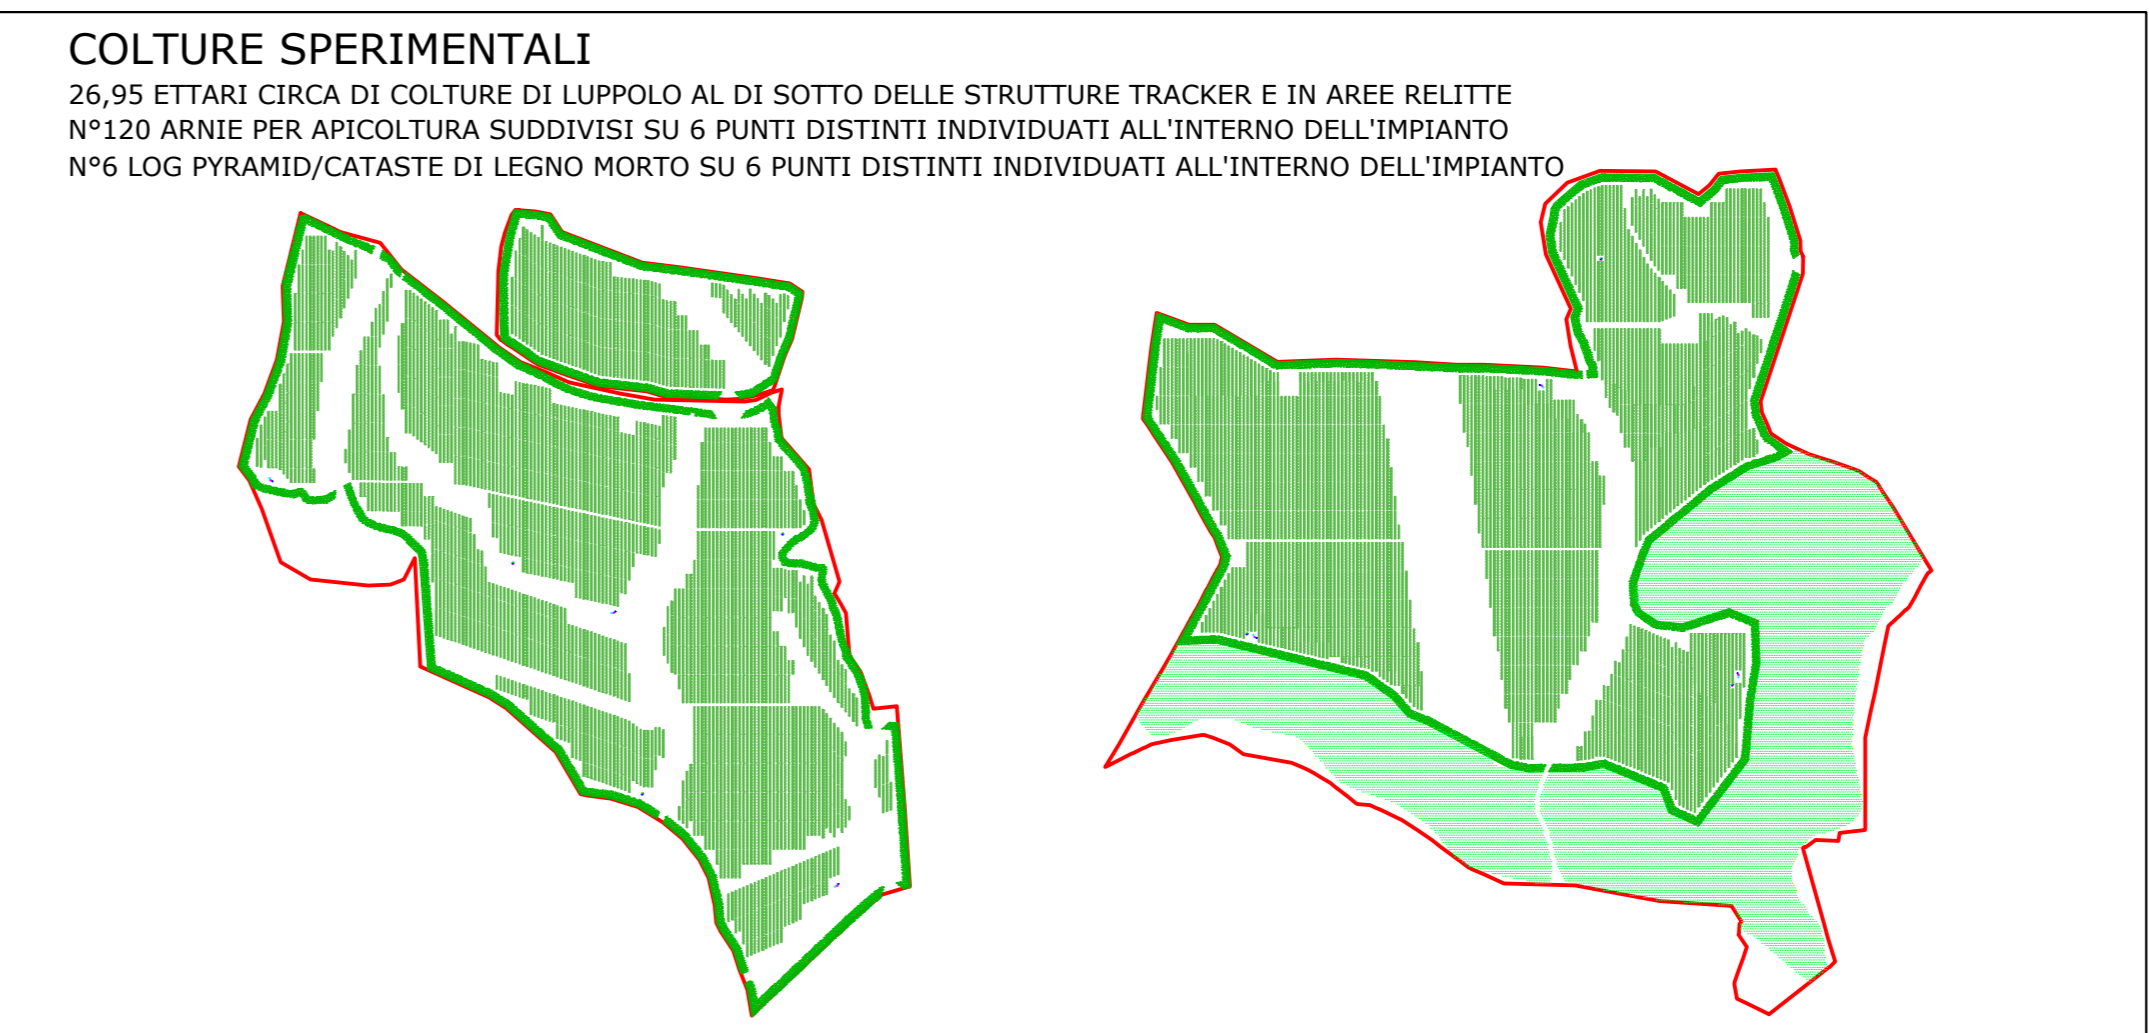 COLTURE SPERIMENTALI
26,95 ETTARI CIRCA DI COLTURE DI LUPPOLO AL DI SOTTO DELLE STRUTTURE TRACKER E IN AREE RELITTE
N°120 ARNIE PER APICOLTURA SUDDIVISI SU 6 PUNTI DISTINTI INDIVIDUATI ALL'INTERNO DELL'IMPIANTO
N°6 LOG PYRAMID/CATASTE DI LEGNO MORTO SU 6 PUNTI DISTINTI INDIVIDUATI ALL'INTERNO DELL'IMPIANTO